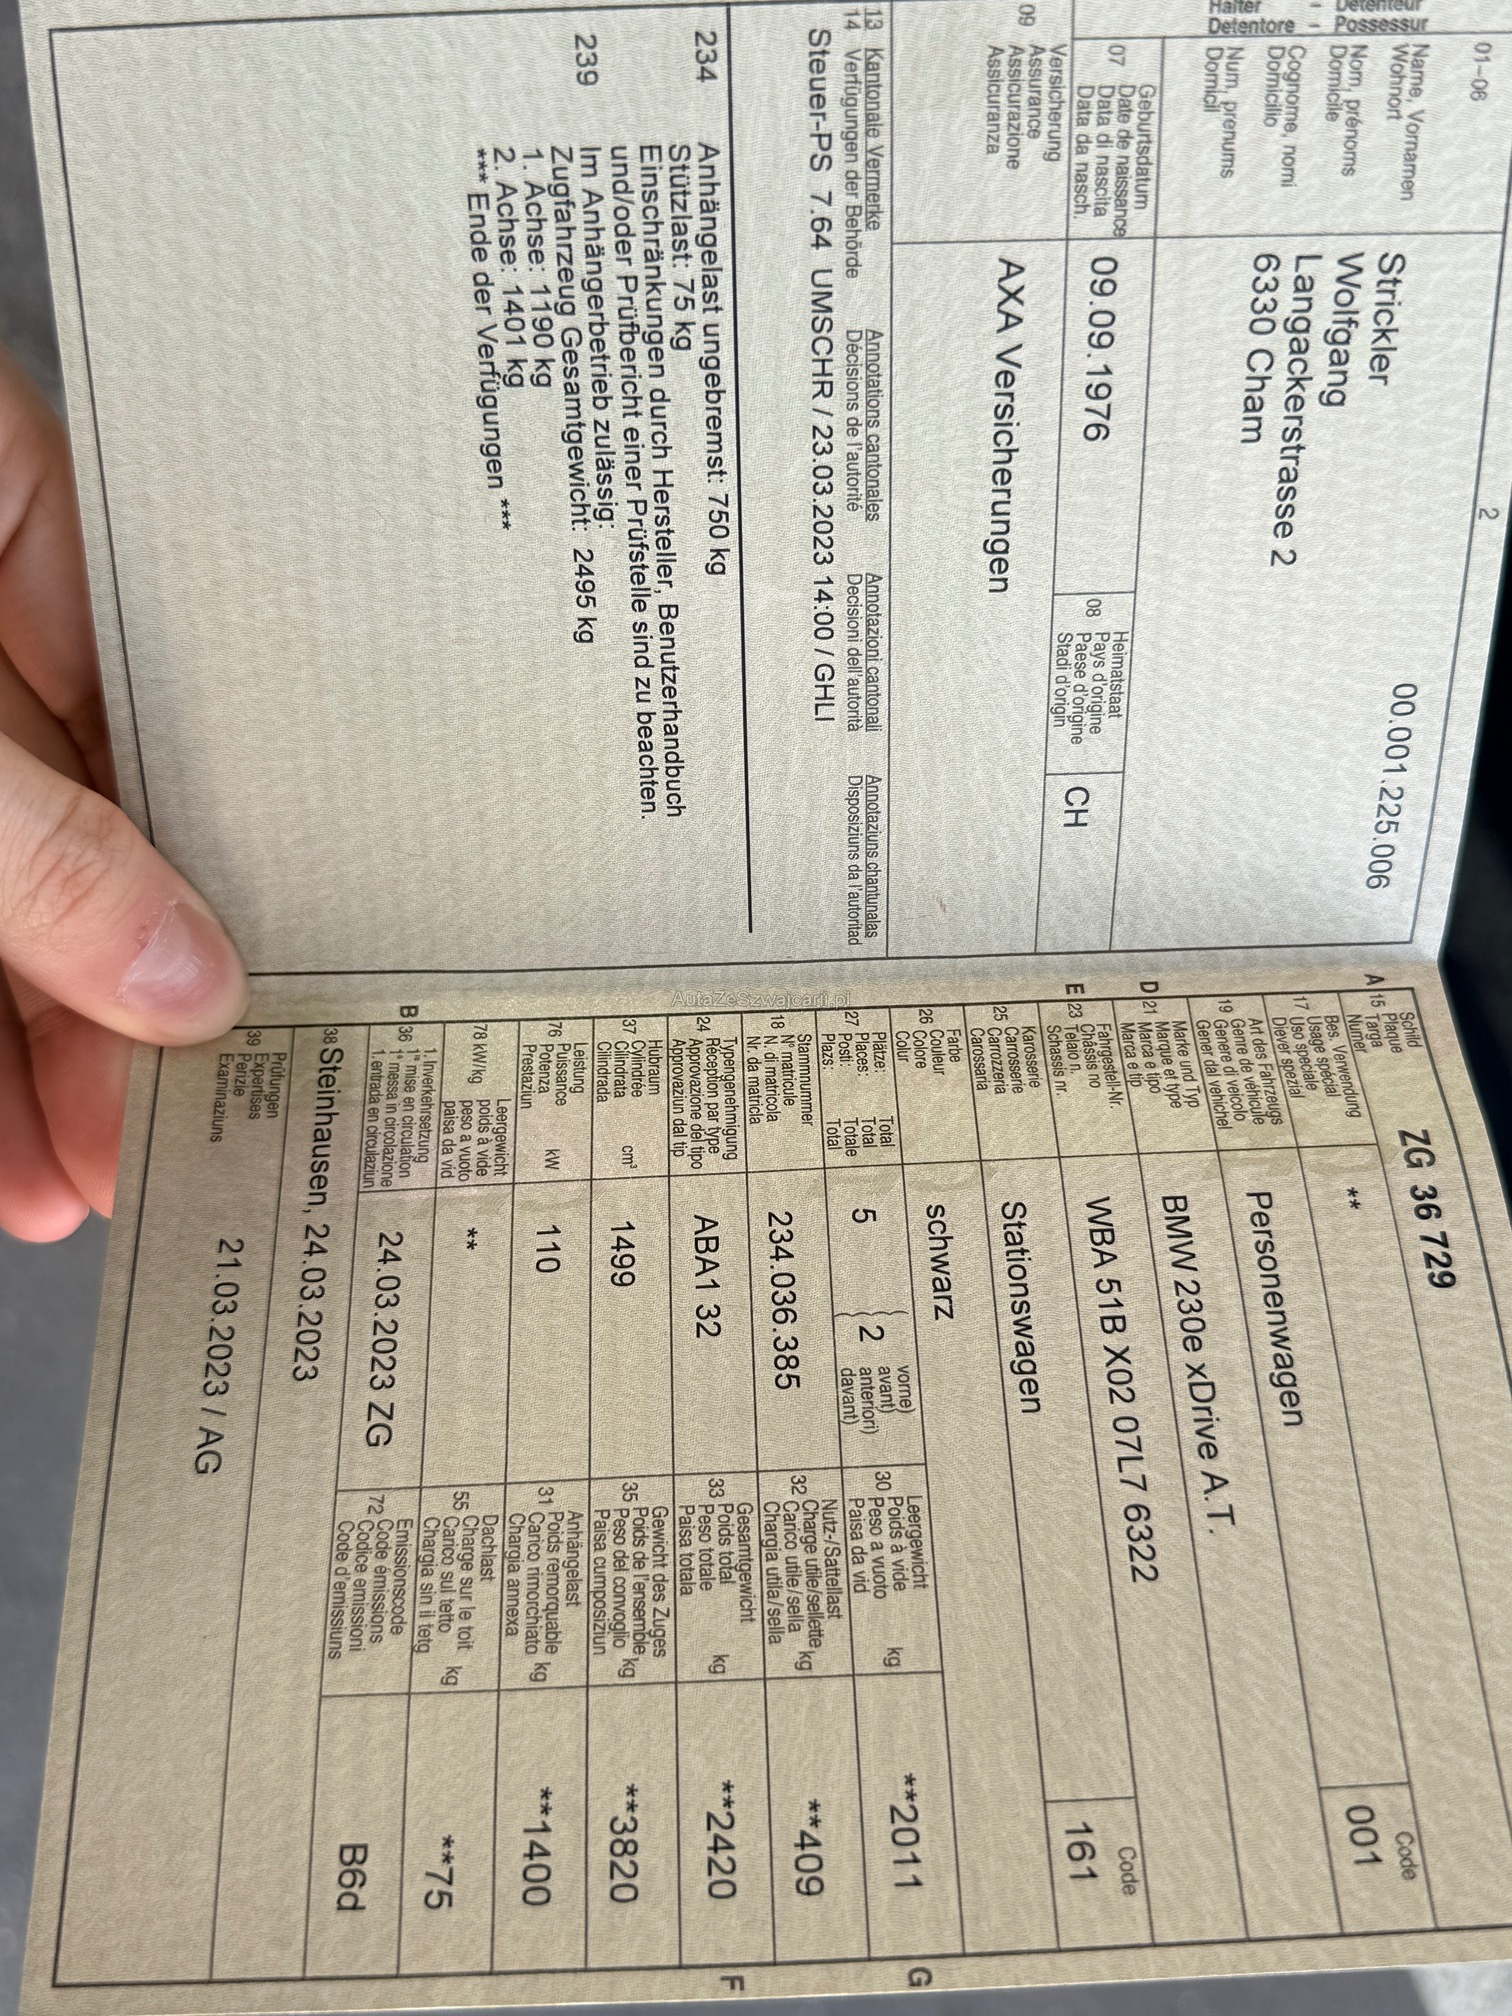 01–06
2
00.001.225.006
Halter - Détenteur
Detentore - Possessur
Name, Vornamen
Wohnort
Nom, prénoms
Domicile
Cognome, nomi
Domicilio
Num, prenums
Domicil
Strickler
Wolfgang
Langackerstrasse 2
6330 Cham
07
Geburtsdatum
Date de naissance
Data di nascita
Data da nasch.
09.09.1976
08
Heimatstaat
Pays d'origine
Paese d'origine
Stadi d'origin
CH
09
Versicherung
Assurance
Assicurazione
Assicuranza
AXA Versicherungen
13 Kantonale Vermerke Annotations cantonales Annotazioni cantonali Annotaziuns chantunalas
14 Verfügungen der Behörde Décisions de l'autorité Decisioni dell'autorità Disposiziuns da l'autoritad
Steuer-PS 7.64 UMSCHR / 23.03.2023 14:00 / GHLI
234 Anhängelast ungebremst: 750 kg
Stützlast: 75 kg
Einschränkungen durch Hersteller, Benutzerhandbuch
und/oder Prüfbericht einer Prüfstelle sind zu beachten.
239 Im Anhängerbetrieb zulässig:
Zugfahrzeug Gesamtgewicht: 2495 kg
1. Achse: 1190 kg
2. Achse: 1401 kg
*** Ende der Verfügungen ***
AutaZeSzwajcarii.pl
A 15
Schild
Plaque
Targa
Numer
ZG 36 729
Code
17
Bes. Verwendung
Usage spécial
Uso speciale
Diever spezial
**
001
19
Art des Fahrzeugs
Genre de véhicule
Genere di veicolo
Gener dal vehichel
Personenwagen
D 21
Marke und Typ
Marque et type
Marca e tipo
Marca e tip
BMW 230e xDrive A.T.
E 23
Fahrgestell-Nr.
Châssis no
Telaio n.
Schassis nr.
WBA 51B X02 07L7 6322
Code
161
25
Karosserie
Carrosserie
Carrozzeria
Carossaria
Stationswagen
26
Farbe
Couleur
Colore
Colur
schwarz
27
Plätze: Total
Places: Total
Posti: Totale
Plazs: Total
5
2
vorne)
avant)
anteriori)
davant)
18
Stammnummer
Nº matricule
N. di matricola
Nr. da matricla
234.036.385
24
Typengenehmigung
Réception par type
Approvazione del tipo
Approvaziun dal tip
ABA1 32
37
Hubraum
Cylindrée
Cilindrata
Cilindrada
cm³
1499
76
Leistung
Puissance
Potenza
Prestaziun
kW
110
78 kW/kg
Leergewicht
poids à vide
peso a vuoto
paisa da vid
**
B 36
1. Inverkehrsetzung
1re mise en circulation
1a messa in circolazione
1. entrada en circulaziun
24.03.2023 ZG
30
Leergewicht
Poids à vide
Peso a vuoto
Paisa da vid
kg
**2011
G
32
Nutz-/Sattellast
Charge utile/sellette
Carico utile/sella
Chargia utila/sella
kg
**409
33
Gesamtgewicht
Poids total
Peso totale
Paisa totala
kg
**2420
F
35
Gewicht des Zuges
Poids de l'ensemble
Peso del convoglio
Paisa cumposiziun
kg
**3820
31
Anhängelast
Poids remorquable
Carico rimorchiato
Chargia annexa
kg
**1400
55
Dachlast
Charge sur le toit
Carico sul tetto
Chargia sin il tetg
kg
**75
72
Emissionscode
Code émissions
Codice emissioni
Code d'emissiuns
B6d
38 Steinhausen, 24.03.2023
39
Prüfungen
Expertises
Perizie
Examinaziuns
21.03.2023 / AG